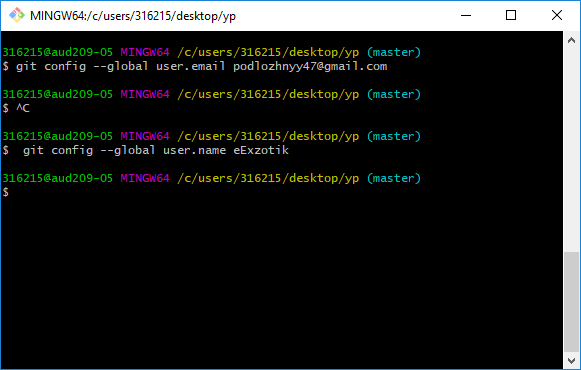 MINGW64:/c/users/316215/desktop/yp
316215@aud209-05 MINGW64 /c/users/316215/desktop/yp (master)
$ git config --global user.email podlozhnyy47@gmail.com
316215@aud209-05 MINGW64 /c/users/316215/desktop/yp (master)
$ ^C
316215@aud209-05 MINGW64 /c/users/316215/desktop/yp (master)
$  git config --global user.name eExzotik
316215@aud209-05 MINGW64 /c/users/316215/desktop/yp (master)
$